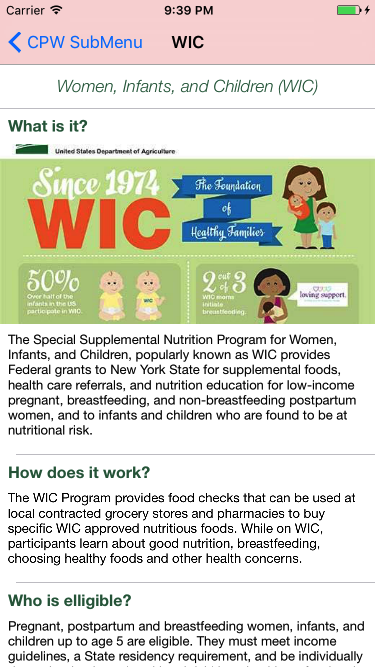 Carrier 9:39 PM
CPW SubMenu WIC
Women, Infants, and Children (WIC)
What is it?
United States Department of Agriculture
Since 1974
WIC
The Foundation
of
Healthy Families
50%
Over half of the
infants in the US
participate in WIC.
WIC
2 out of 3
WIC moms
initiate
breastfeeding.
loving support.
The Special Supplemental Nutrition Program for Women,
Infants, and Children, popularly known as WIC provides
Federal grants to New York State for supplemental foods,
health care referrals, and nutrition education for low-income
pregnant, breastfeeding, and non-breastfeeding postpartum
women, and to infants and children who are found to be at
nutritional risk.
How does it work?
The WIC Program provides food checks that can be used at
local contracted grocery stores and pharmacies to buy
specific WIC approved nutritious foods. While on WIC,
participants learn about good nutrition, breastfeeding,
choosing healthy foods and other health concerns.
Who is elligible?
Pregnant, postpartum and breastfeeding women, infants, and
children up to age 5 are eligible. They must meet income
guidelines, a State residency requirement, and be individually